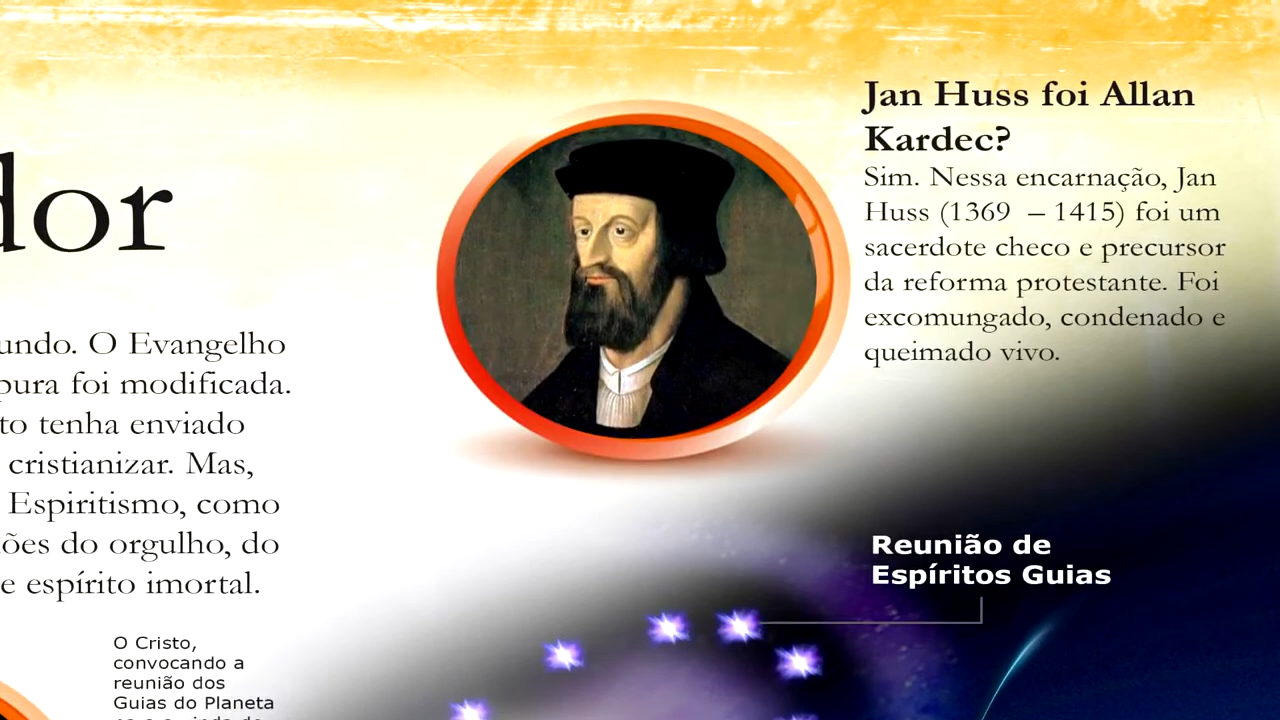 dor
undo. O Evangelho
pura foi modificada.
to tenha enviado
cristianizar. Mas,
Espiritismo, como
ões do orgulho, do
e espírito imortal.
O Cristo,
convocando a
reunião dos
Guias do Planeta
Jan Huss foi Allan
Kardec?
Sim. Nessa encarnação, Jan
Huss (1369 – 1415) foi um
sacerdote checo e precursor
da reforma protestante. Foi
excomungado, condenado e
queimado vivo.
Reunião de
Espíritos Guias